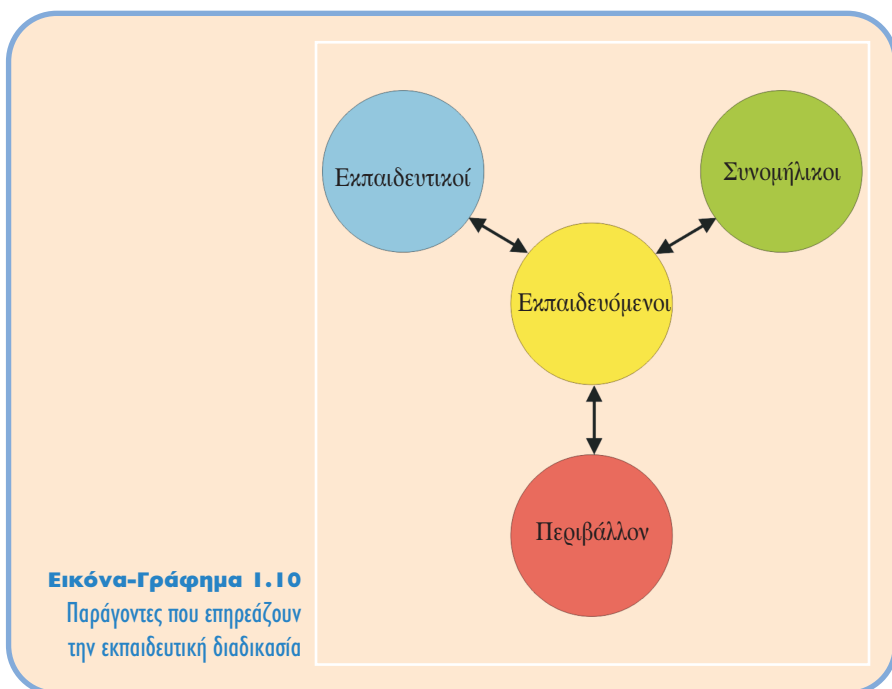 Εκπαιδευτικοί
Συνομήλικοι
Εκπαιδευόμενοι
Περιβάλλον
Εικόνα-Γράφημα 1.10
Παράγοντες που επηρεάζουν
την εκπαιδευτική διαδικασία